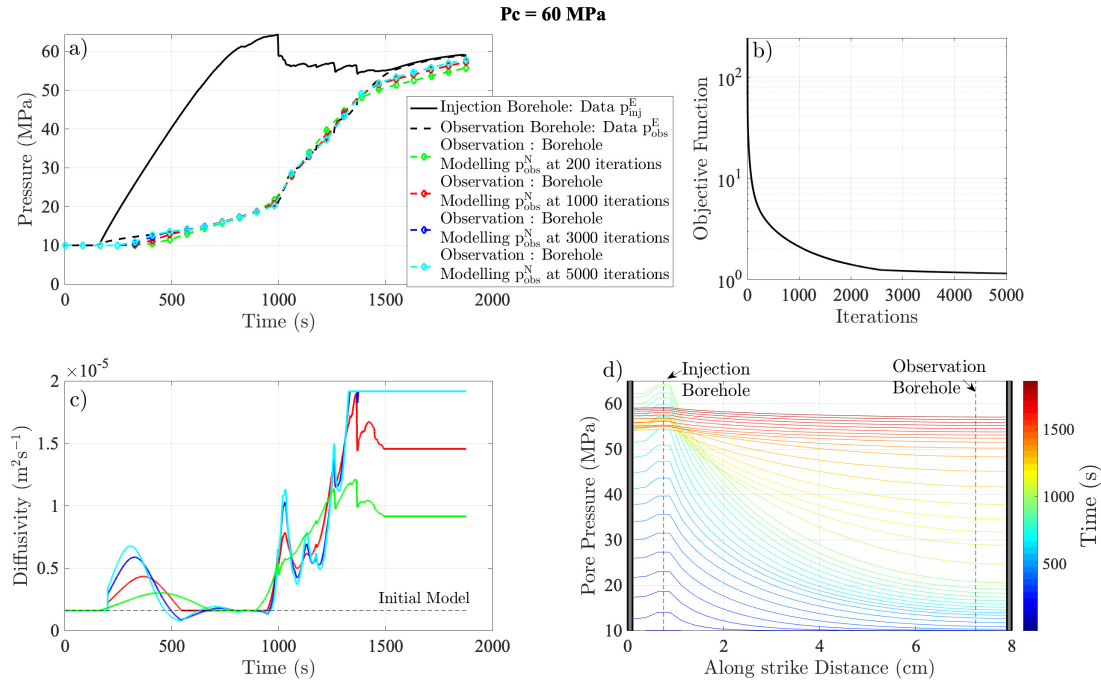 Pc = 60 MPa
a)
Pressure (MPa)
60
50
40
30
20
10
0
0
500
1000
1500
2000
Time (s)
Injection Borehole: Data p^E_inj
Observation Borehole: Data p^E_obs
Observation : Borehole
Modelling p^N_obs at 200 iterations
Observation : Borehole
Modelling p^N_obs at 1000 iterations
Observation : Borehole
Modelling p^N_obs at 3000 iterations
Observation : Borehole
Modelling p^N_obs at 5000 iterations
b)
Objective Function
10^2
10^1
10^0
0
1000
2000
3000
4000
5000
Iterations
c)
×10^-5
Diffusivity (m^2s^-1)
2
1.5
1
0.5
0
Initial Model
0
500
1000
1500
2000
Time (s)
d)
Injection
Borehole
Observation
Borehole
Pore Pressure (MPa)
60
50
40
30
20
10
0
2
4
6
8
Along strike Distance (cm)
1500
1000
500
Time (s)